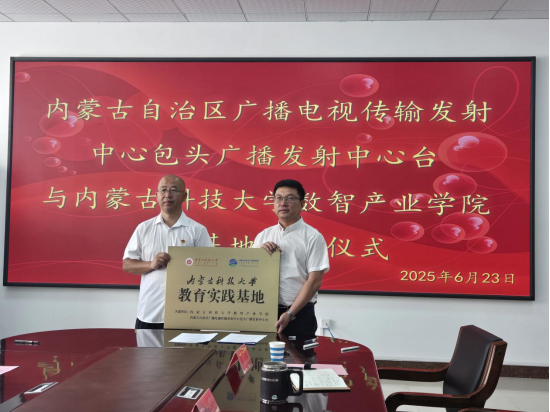 内蒙古自治区广播电视传输发射
中心包头广播发射中心台
与内蒙古科技大学数智产业学院
基地 仪式
2025年6月23日
内蒙古科技大学
教育实践基地